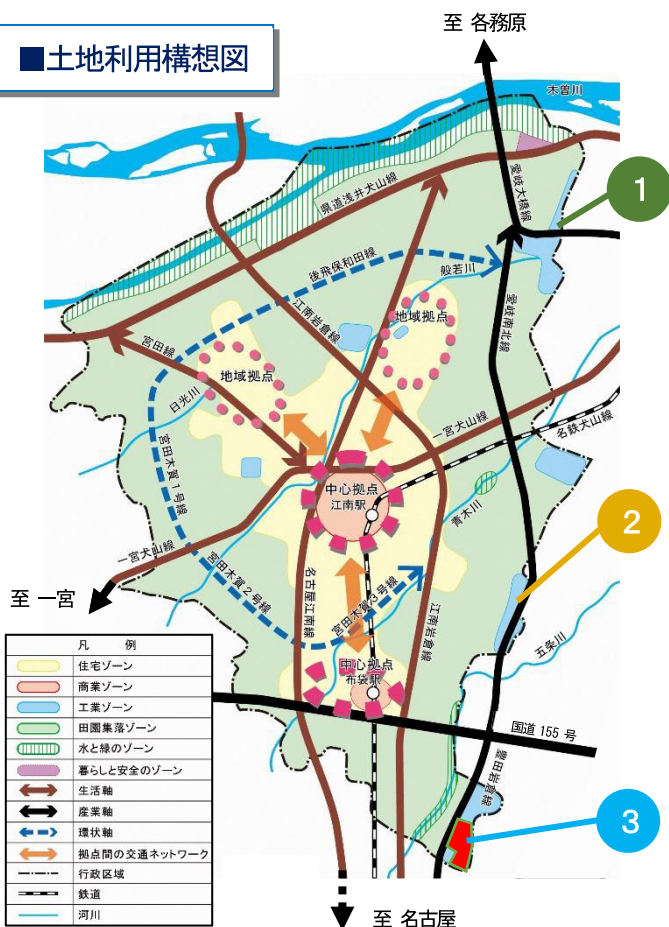 至 各務原
■土地利用構想図
木曽川
1
愛岐大橋線
県道浅井犬山線
後飛保和田線
般若川
江南岩倉線
愛岐南北線
宮田線
地域拠点
地域拠点
日光川
一宮犬山線
名鉄犬山線
宮田木賀1号線
中心拠点
江南駅
青木川
2
一宮犬山線
宮田木賀2号線
名古屋江南線
宮田木賀3号線
江南岩倉線
至 一宮
五条川
中心拠点
布袋駅
国道 155 号
豊田岩倉線
3
凡 例
住宅ゾーン
商業ゾーン
工業ゾーン
田園集落ゾーン
水と緑のゾーン
暮らしと安全のゾーン
生活軸
産業軸
環状軸
拠点間の交通ネットワーク
行政区域
鉄道
河川
至 名古屋